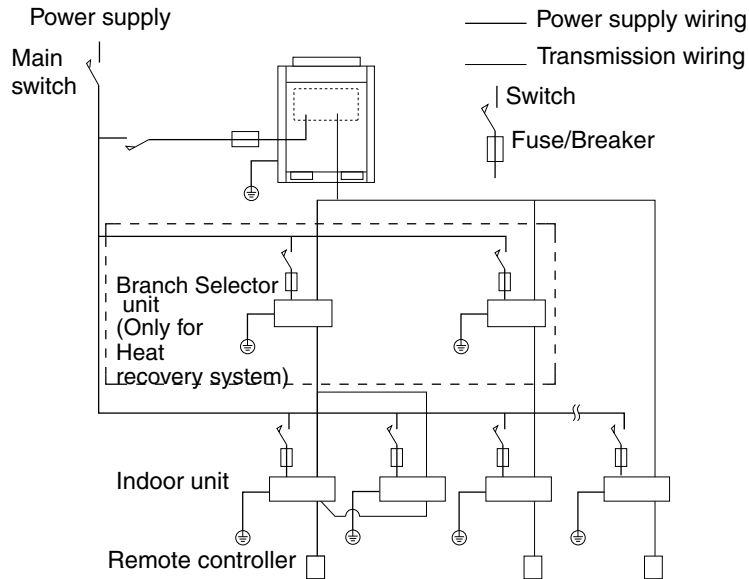 Power supply
Main
switch
Power supply wiring
Transmission wiring
Switch
Fuse/Breaker
Branch Selector
unit
(Only for
Heat
recovery system)
Indoor unit
Remote controller